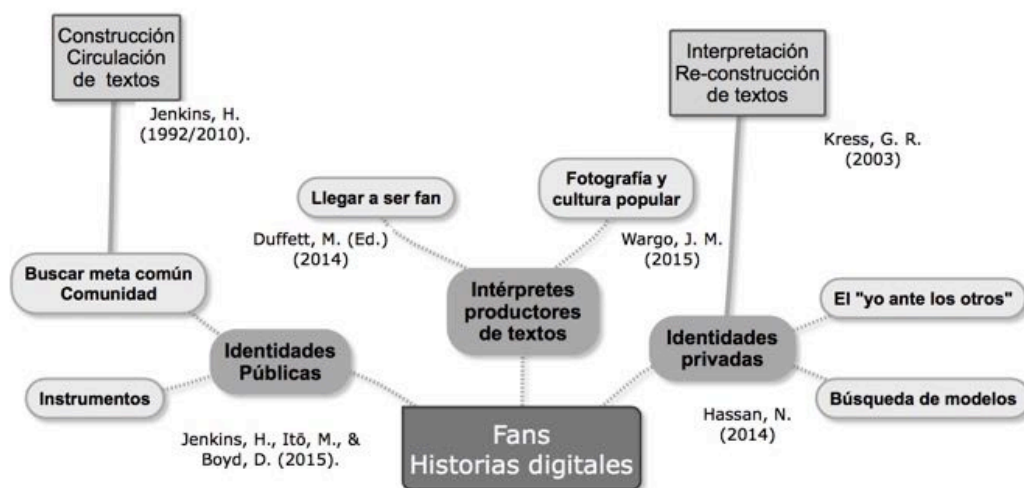 Construcción
Circulación
de textos
Jenkins, H.
(1992/2010).
Interpretación
Re-construcción
de textos
Kress, G. R.
(2003)
Llegar a ser fan
Duffett, M. (Ed.)
(2014)
Fotografía y
cultura popular
Wargo, J. M.
(2015)
Buscar meta común
Comunidad
Intérpretes
productores
de textos
El "yo ante los otros"
Identidades
Públicas
Identidades
privadas
Instrumentos
Búsqueda de modelos
Jenkins, H., Itō, M., &
Boyd, D. (2015).
Fans
Historias digitales
Hassan, N.
(2014)